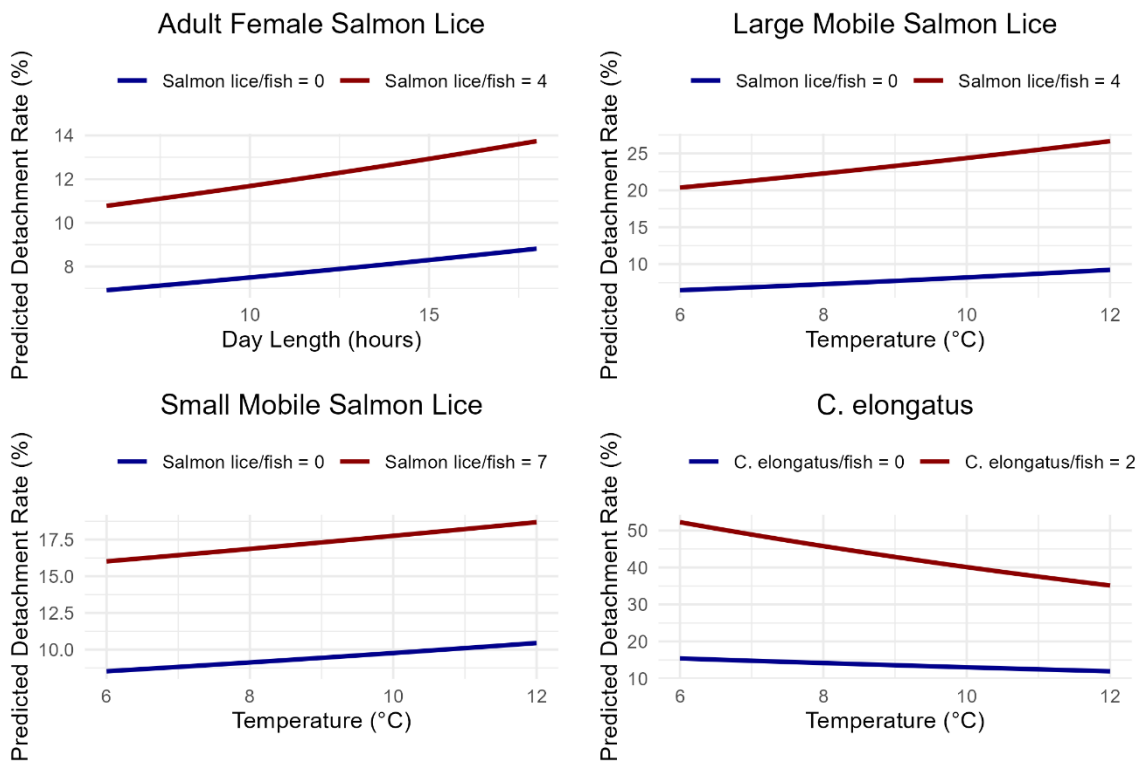 Adult Female Salmon Lice
Salmon lice/fish = 0 Salmon lice/fish = 4
Predicted Detachment Rate (%)
14
12
10
8
10 15
Day Length (hours)
Large Mobile Salmon Lice
Salmon lice/fish = 0 Salmon lice/fish = 4
Predicted Detachment Rate (%)
25
20
15
10
6 8 10 12
Temperature (°C)
Small Mobile Salmon Lice
Salmon lice/fish = 0 Salmon lice/fish = 7
Predicted Detachment Rate (%)
17.5
15.0
12.5
10.0
6 8 10 12
Temperature (°C)
C. elongatus
C. elongatus/fish = 0 C. elongatus/fish = 2
Predicted Detachment Rate (%)
50
40
30
20
10
6 8 10 12
Temperature (°C)